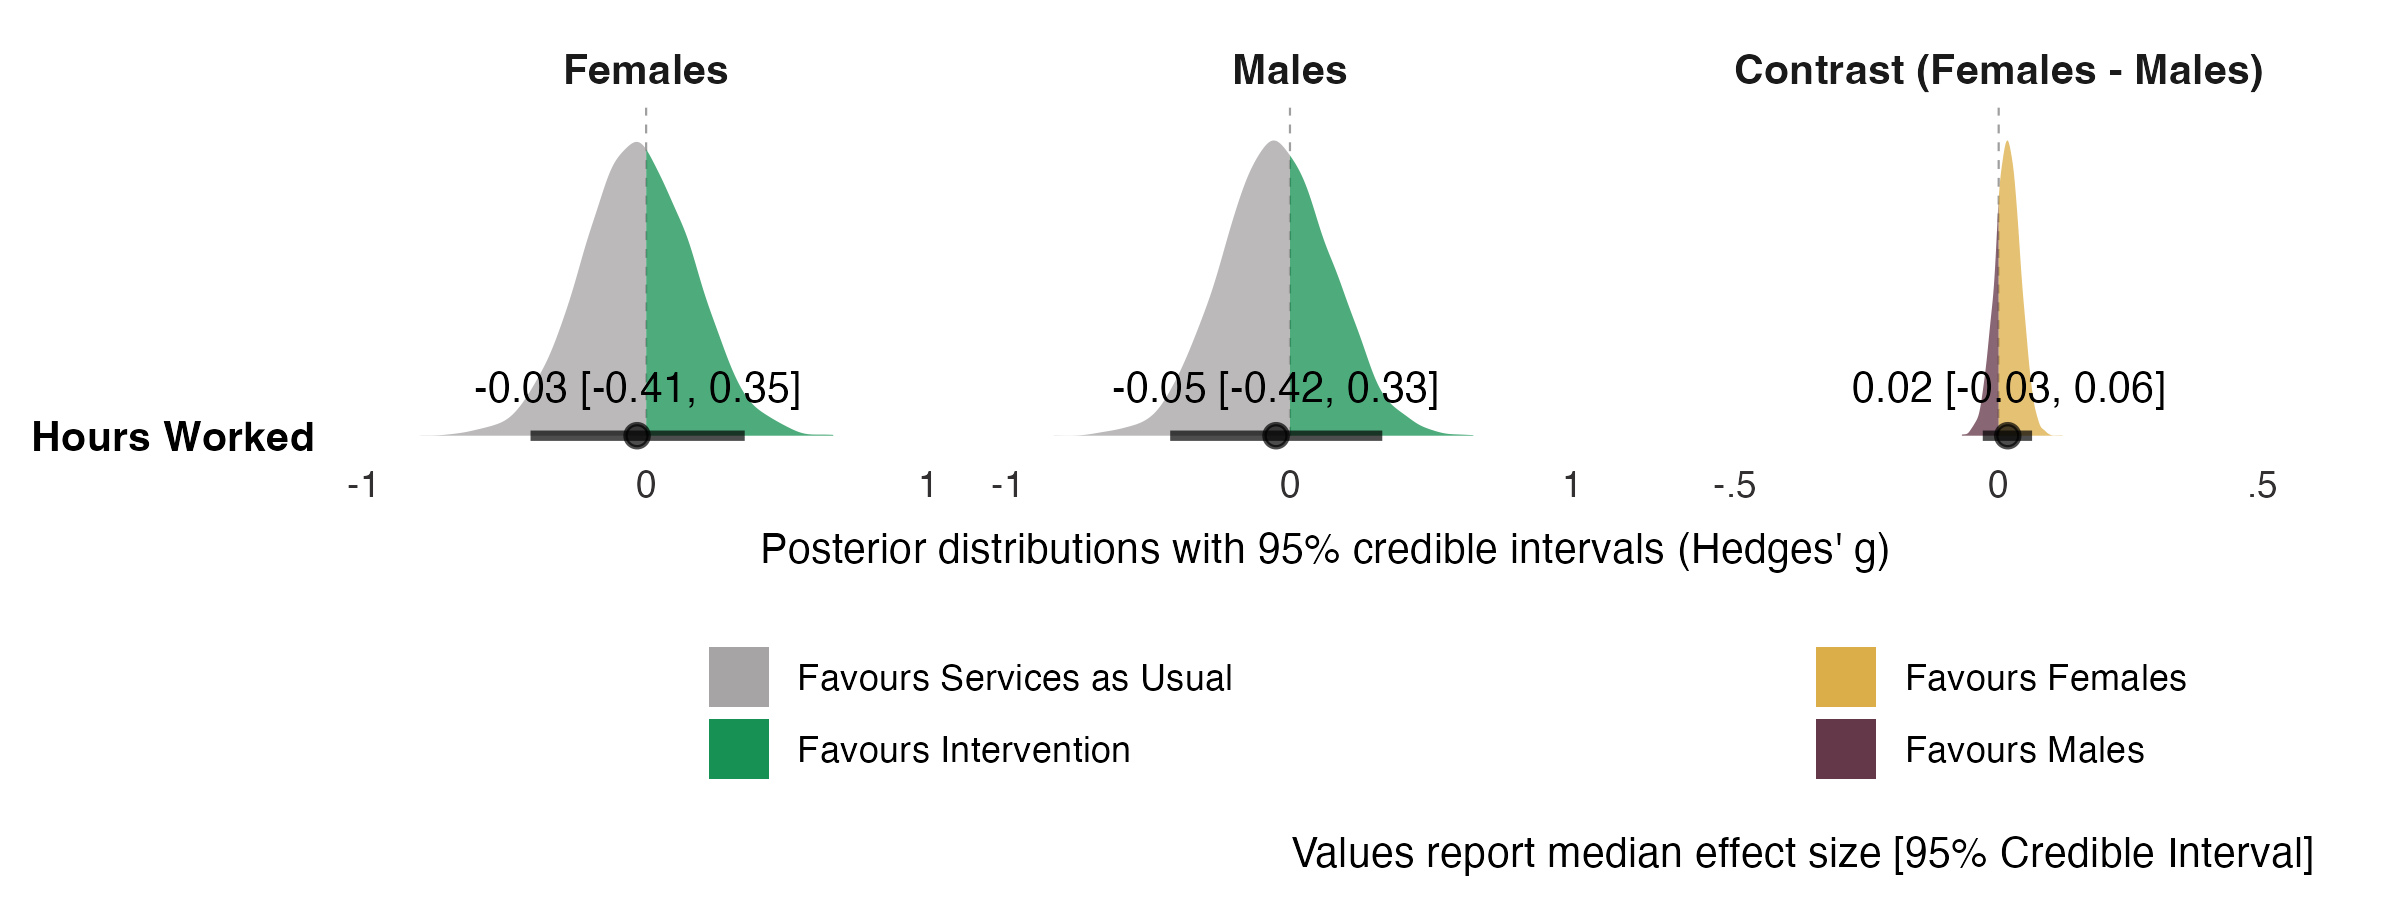 Females Males Contrast (Females - Males)
-0.03 [-0.41, 0.35] -0.05 [-0.42, 0.33] 0.02 [-0.03, 0.06]
Hours Worked
-1 0 1 -1 0 1 -.5 0 .5
Posterior distributions with 95% credible intervals (Hedges' g)
Favours Services as Usual
Favours Intervention
Favours Females
Favours Males
Values report median effect size [95% Credible Interval]